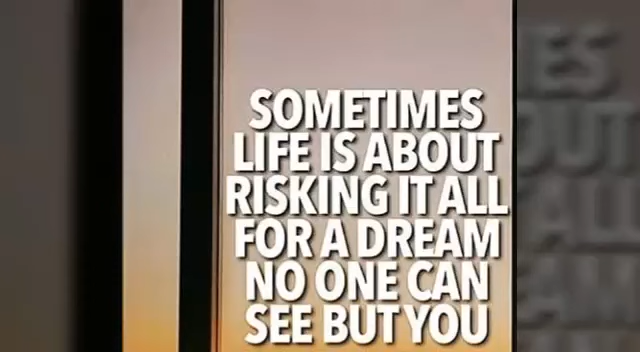 SOMETIMES
LIFE IS ABOUT
RISKING IT ALL
FOR A DREAM
NO ONE CAN
SEE BUT YOU